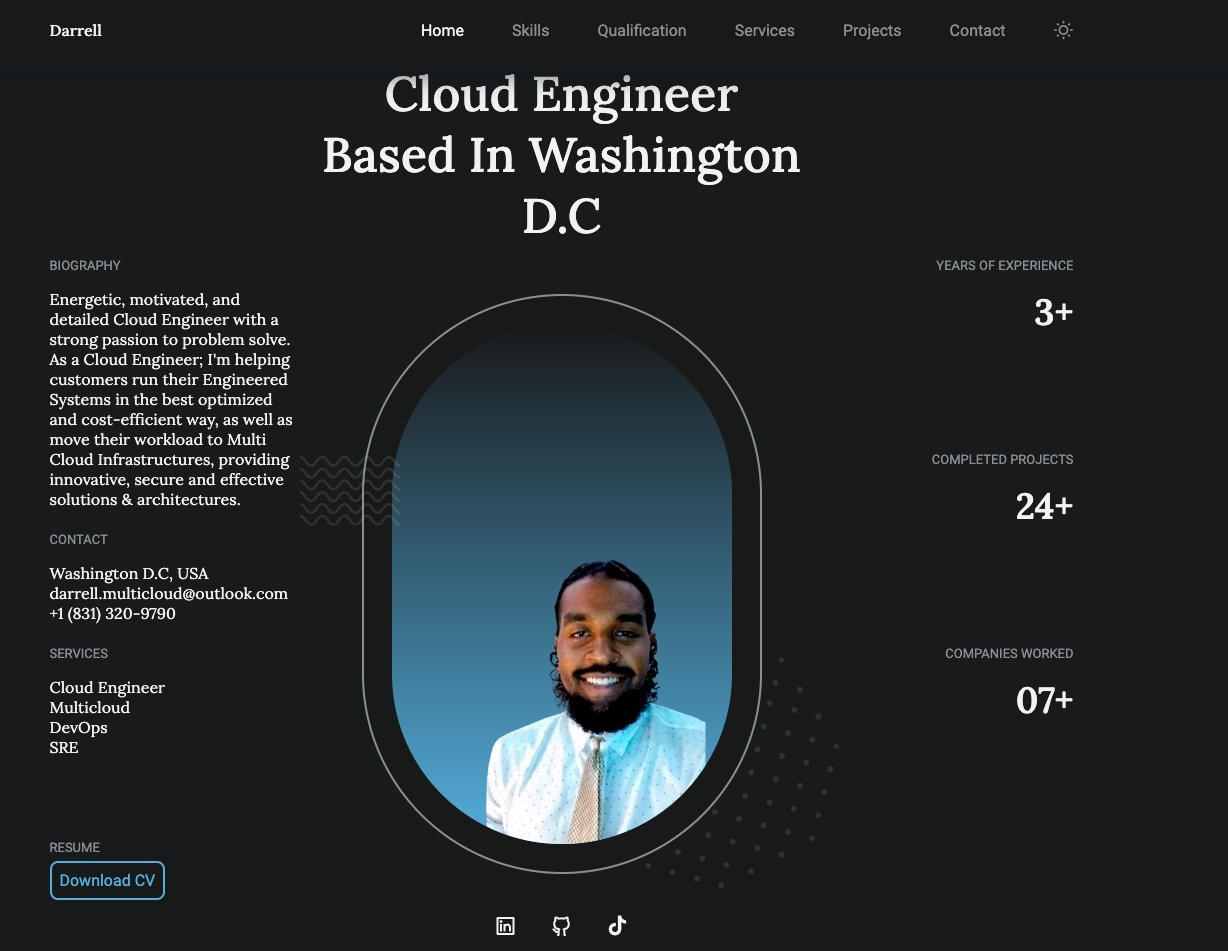 Darrell
Home Skills Qualification Services Projects Contact
Cloud Engineer
Based In Washington
D.C
BIOGRAPHY
Energetic, motivated, and
detailed Cloud Engineer with a
strong passion to problem solve.
As a Cloud Engineer; I'm helping
customers run their Engineered
Systems in the best optimized
and cost-efficient way, as well as
move their workload to Multi
Cloud Infrastructures, providing
innovative, secure and effective
solutions & architectures.
CONTACT
Washington D.C, USA
darrell.multicloud@outlook.com
+1 (831) 320-9790
SERVICES
Cloud Engineer
Multicloud
DevOps
SRE
RESUME
Download CV
YEARS OF EXPERIENCE
3+
COMPLETED PROJECTS
24+
COMPANIES WORKED
07+
in